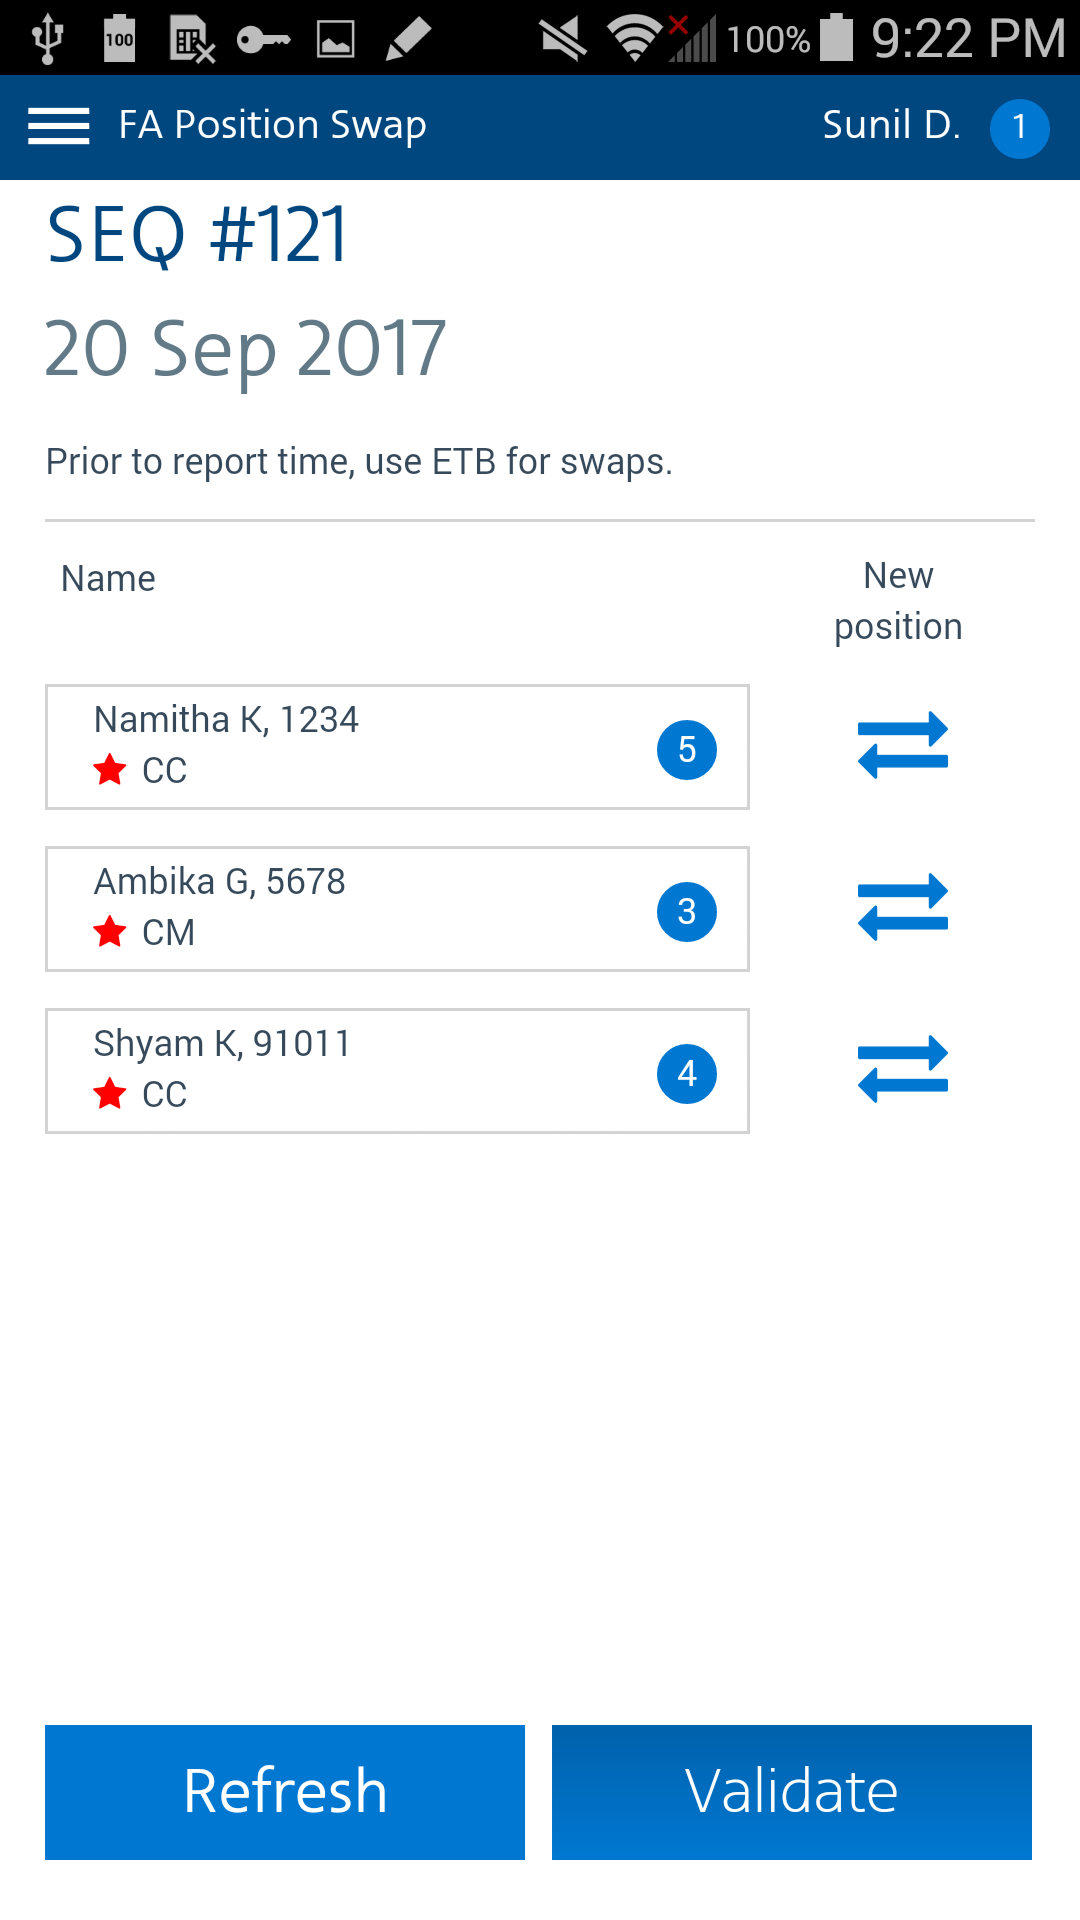 100 100% 9:22 PM
FA Position Swap Sunil D. 1
SEQ #121
20 Sep 2017
Prior to report time, use ETB for swaps.
Name New position
Namitha K, 1234
CC 5
Ambika G, 5678
CM 3
Shyam K, 91011
CC 4
Refresh Validate